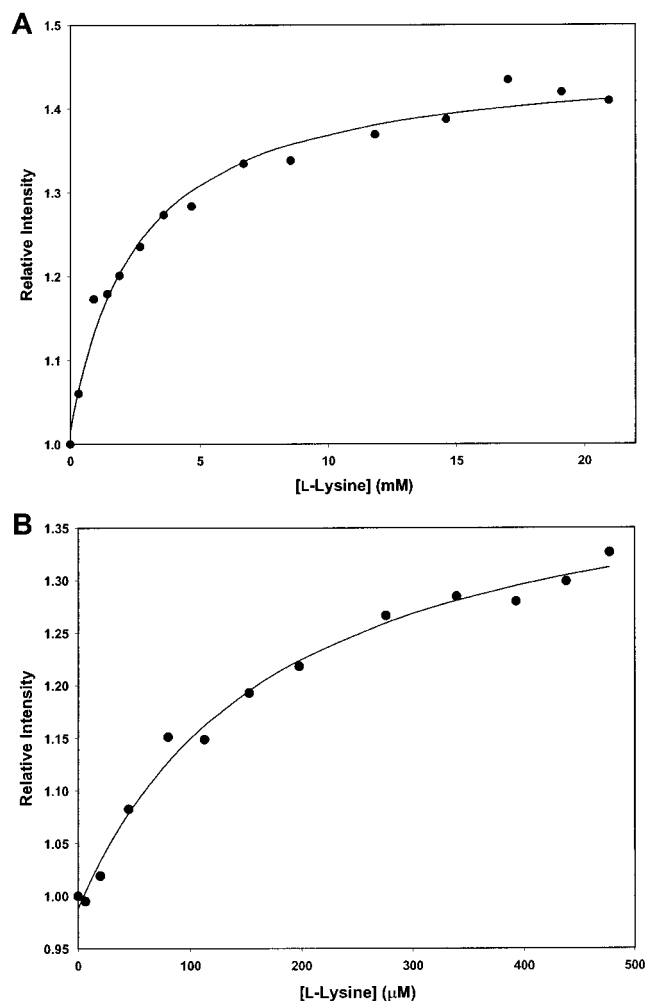 A
1.5
1.4
1.3
1.2
1.1
1.0
Relative Intensity
0 5 10 15 20
[L-Lysine] (mM)
B
1.35
1.30
1.25
1.20
1.15
1.10
1.05
1.00
0.95
Relative Intensity
0 100 200 300 400 500
[L-Lysine] (μM)